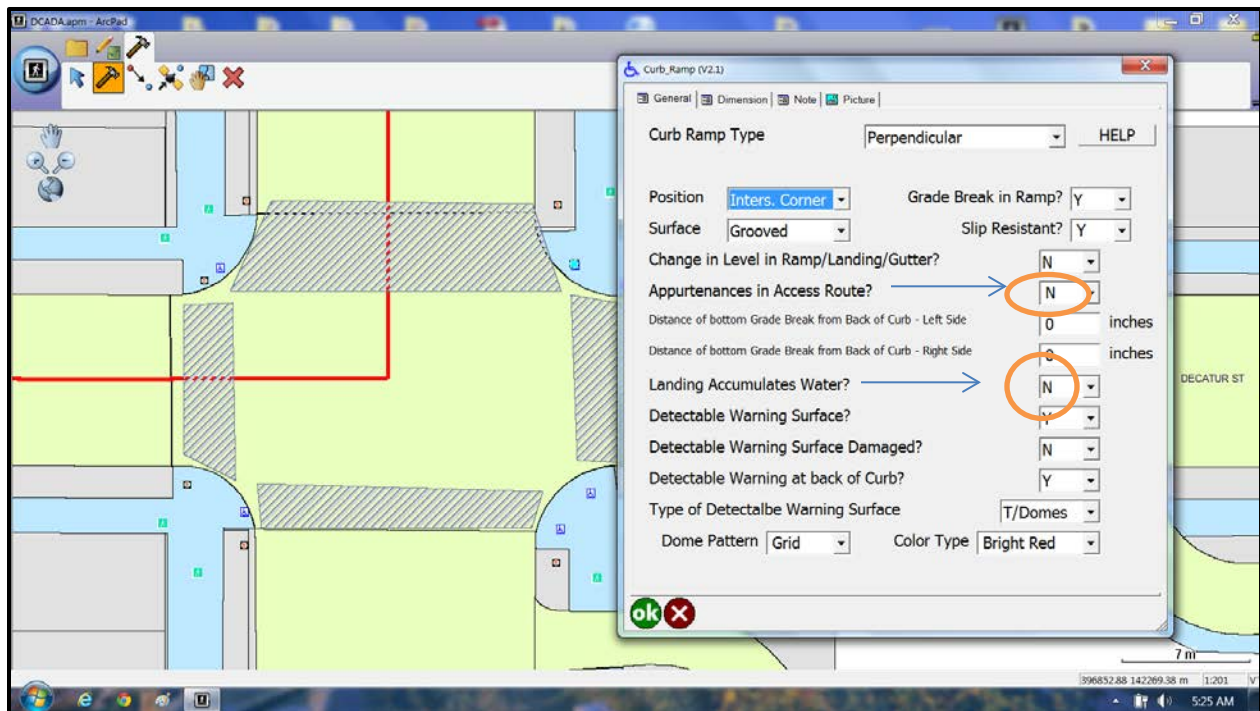 DCADA.apm - ArcPad
Curb_Ramp (V2.1)
General Dimension Note Picture
Curb Ramp Type Perpendicular HELP
Position Inters. Corner Grade Break in Ramp? Y
Surface Grooved Slip Resistant? Y
Change in Level in Ramp/Landing/Gutter? N
Appurtenances in Access Route? N
Distance of bottom Grade Break from Back of Curb - Left Side 0 inches
Distance of bottom Grade Break from Back of Curb - Right Side inches
Landing Accumulates Water? N
Detectable Warning Surface? Y
Detectable Warning Surface Damaged? N
Detectable Warning at back of Curb? Y
Type of Detectalbe Warning Surface T/Domes
Dome Pattern Grid Color Type Bright Red
ok
DECATUR ST
7 m
396852.88 142269.38 m 1:201 V
5:25 AM